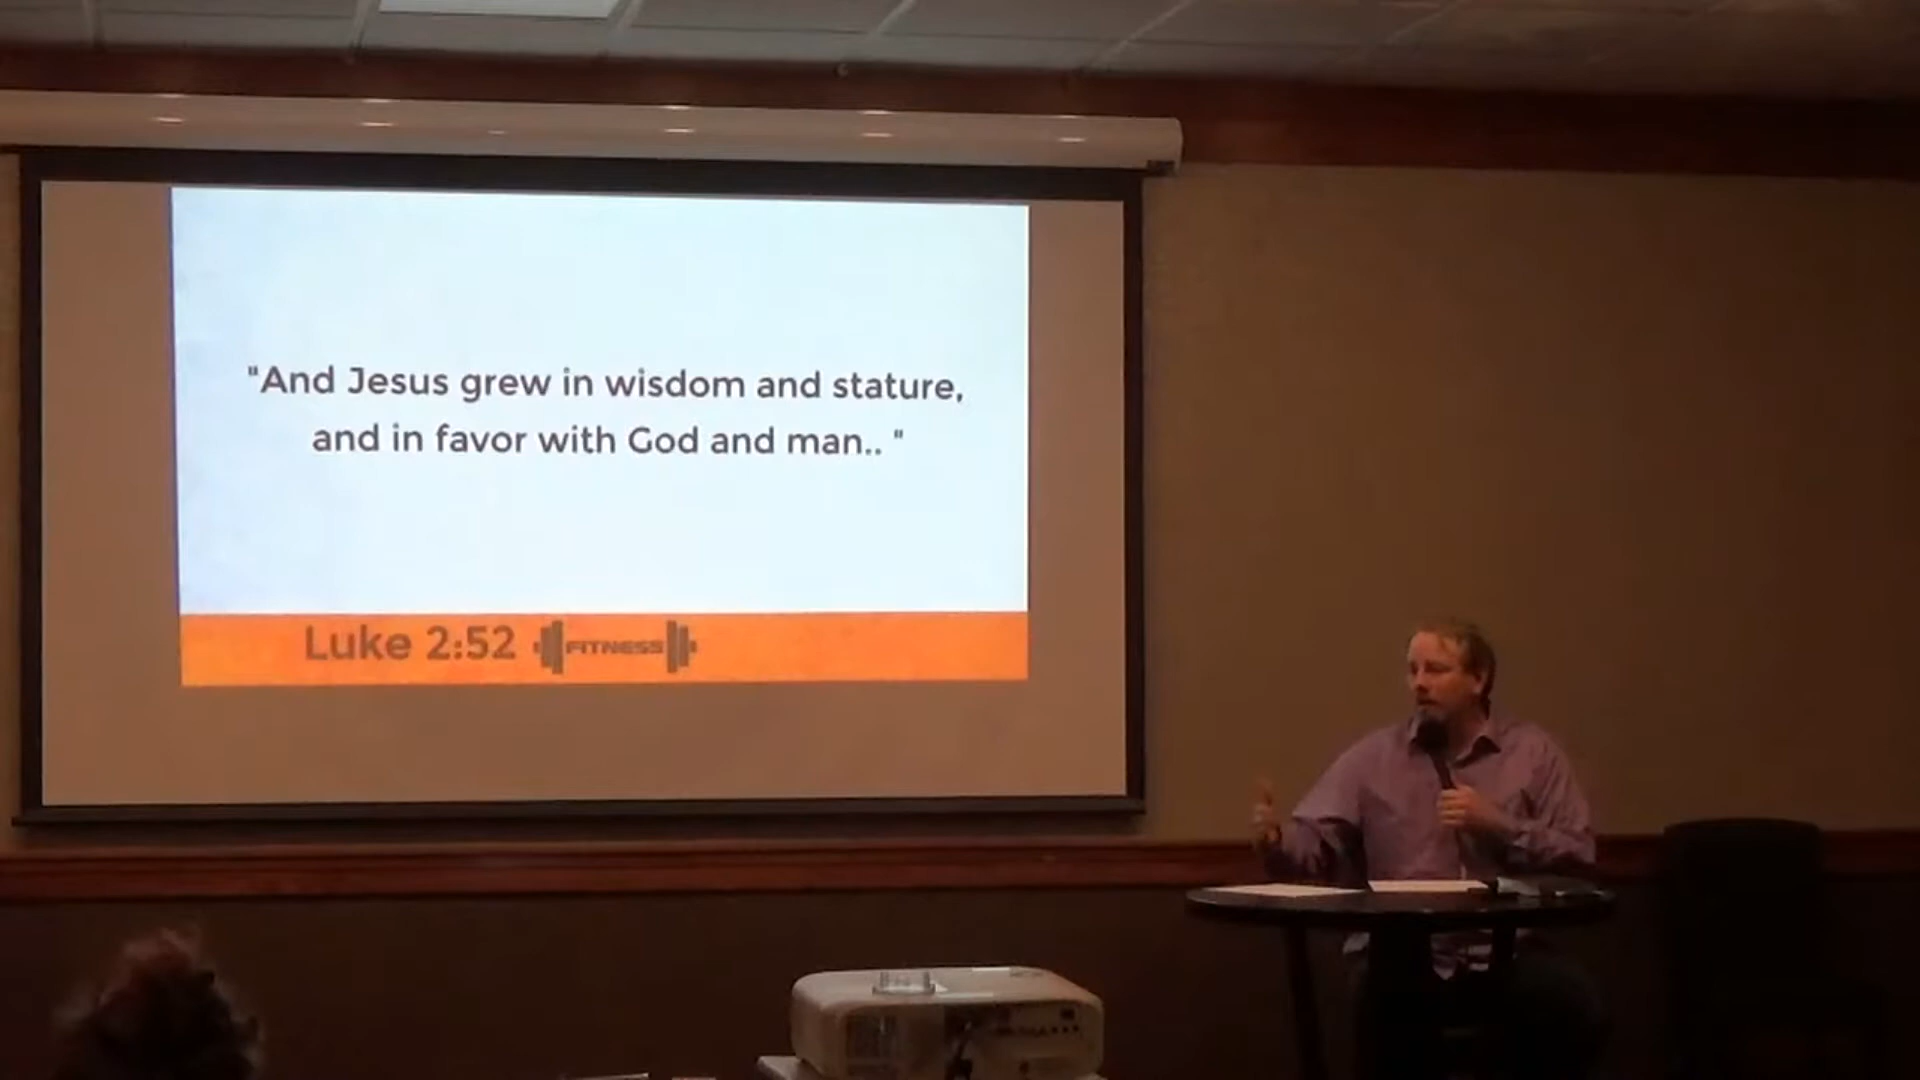 "And Jesus grew in wisdom and stature,
and in favor with God and man.. "
Luke 2:52 FITNESS